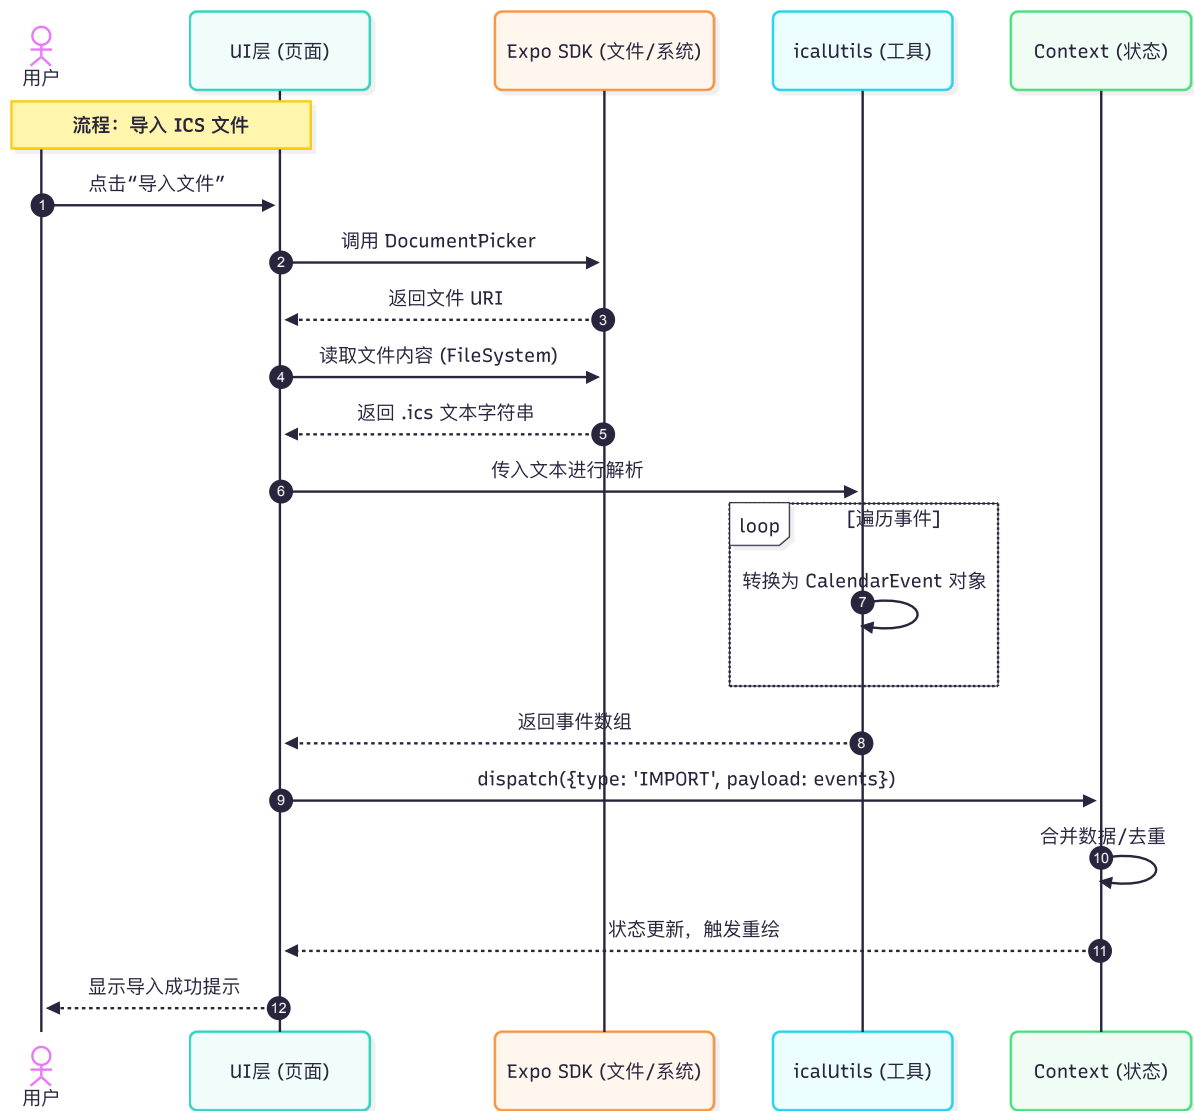 用户
UI层 (页面)
Expo SDK (文件/系统)
icalUtils (工具)
Context (状态)
流程：导入 ICS 文件
点击“导入文件”
1
调用 DocumentPicker
2
返回文件 URI
3
读取文件内容 (FileSystem)
4
返回 .ics 文本字符串
5
传入文本进行解析
6
loop
[遍历事件]
转换为 CalendarEvent 对象
7
返回事件数组
8
dispatch({type: 'IMPORT', payload: events})
9
合并数据/去重
10
状态更新，触发重绘
11
显示导入成功提示
12
用户
UI层 (页面)
Expo SDK (文件/系统)
icalUtils (工具)
Context (状态)